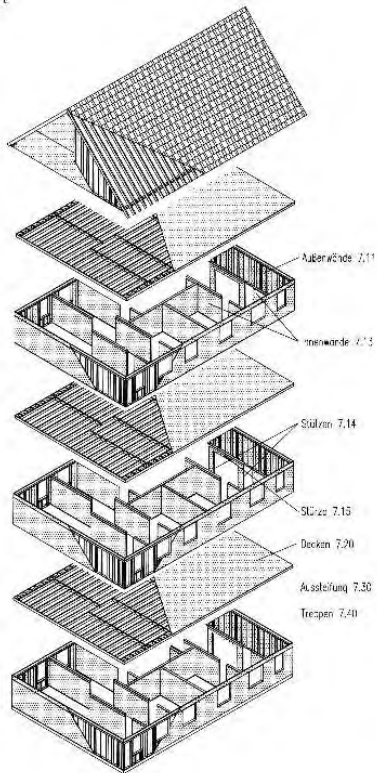 Außenwände 7.11
Innenwände 7.13
Stützen 7.14
Stürze 7.15
Decken 7.20
Aussteifung 7.30
Treppen 7.40